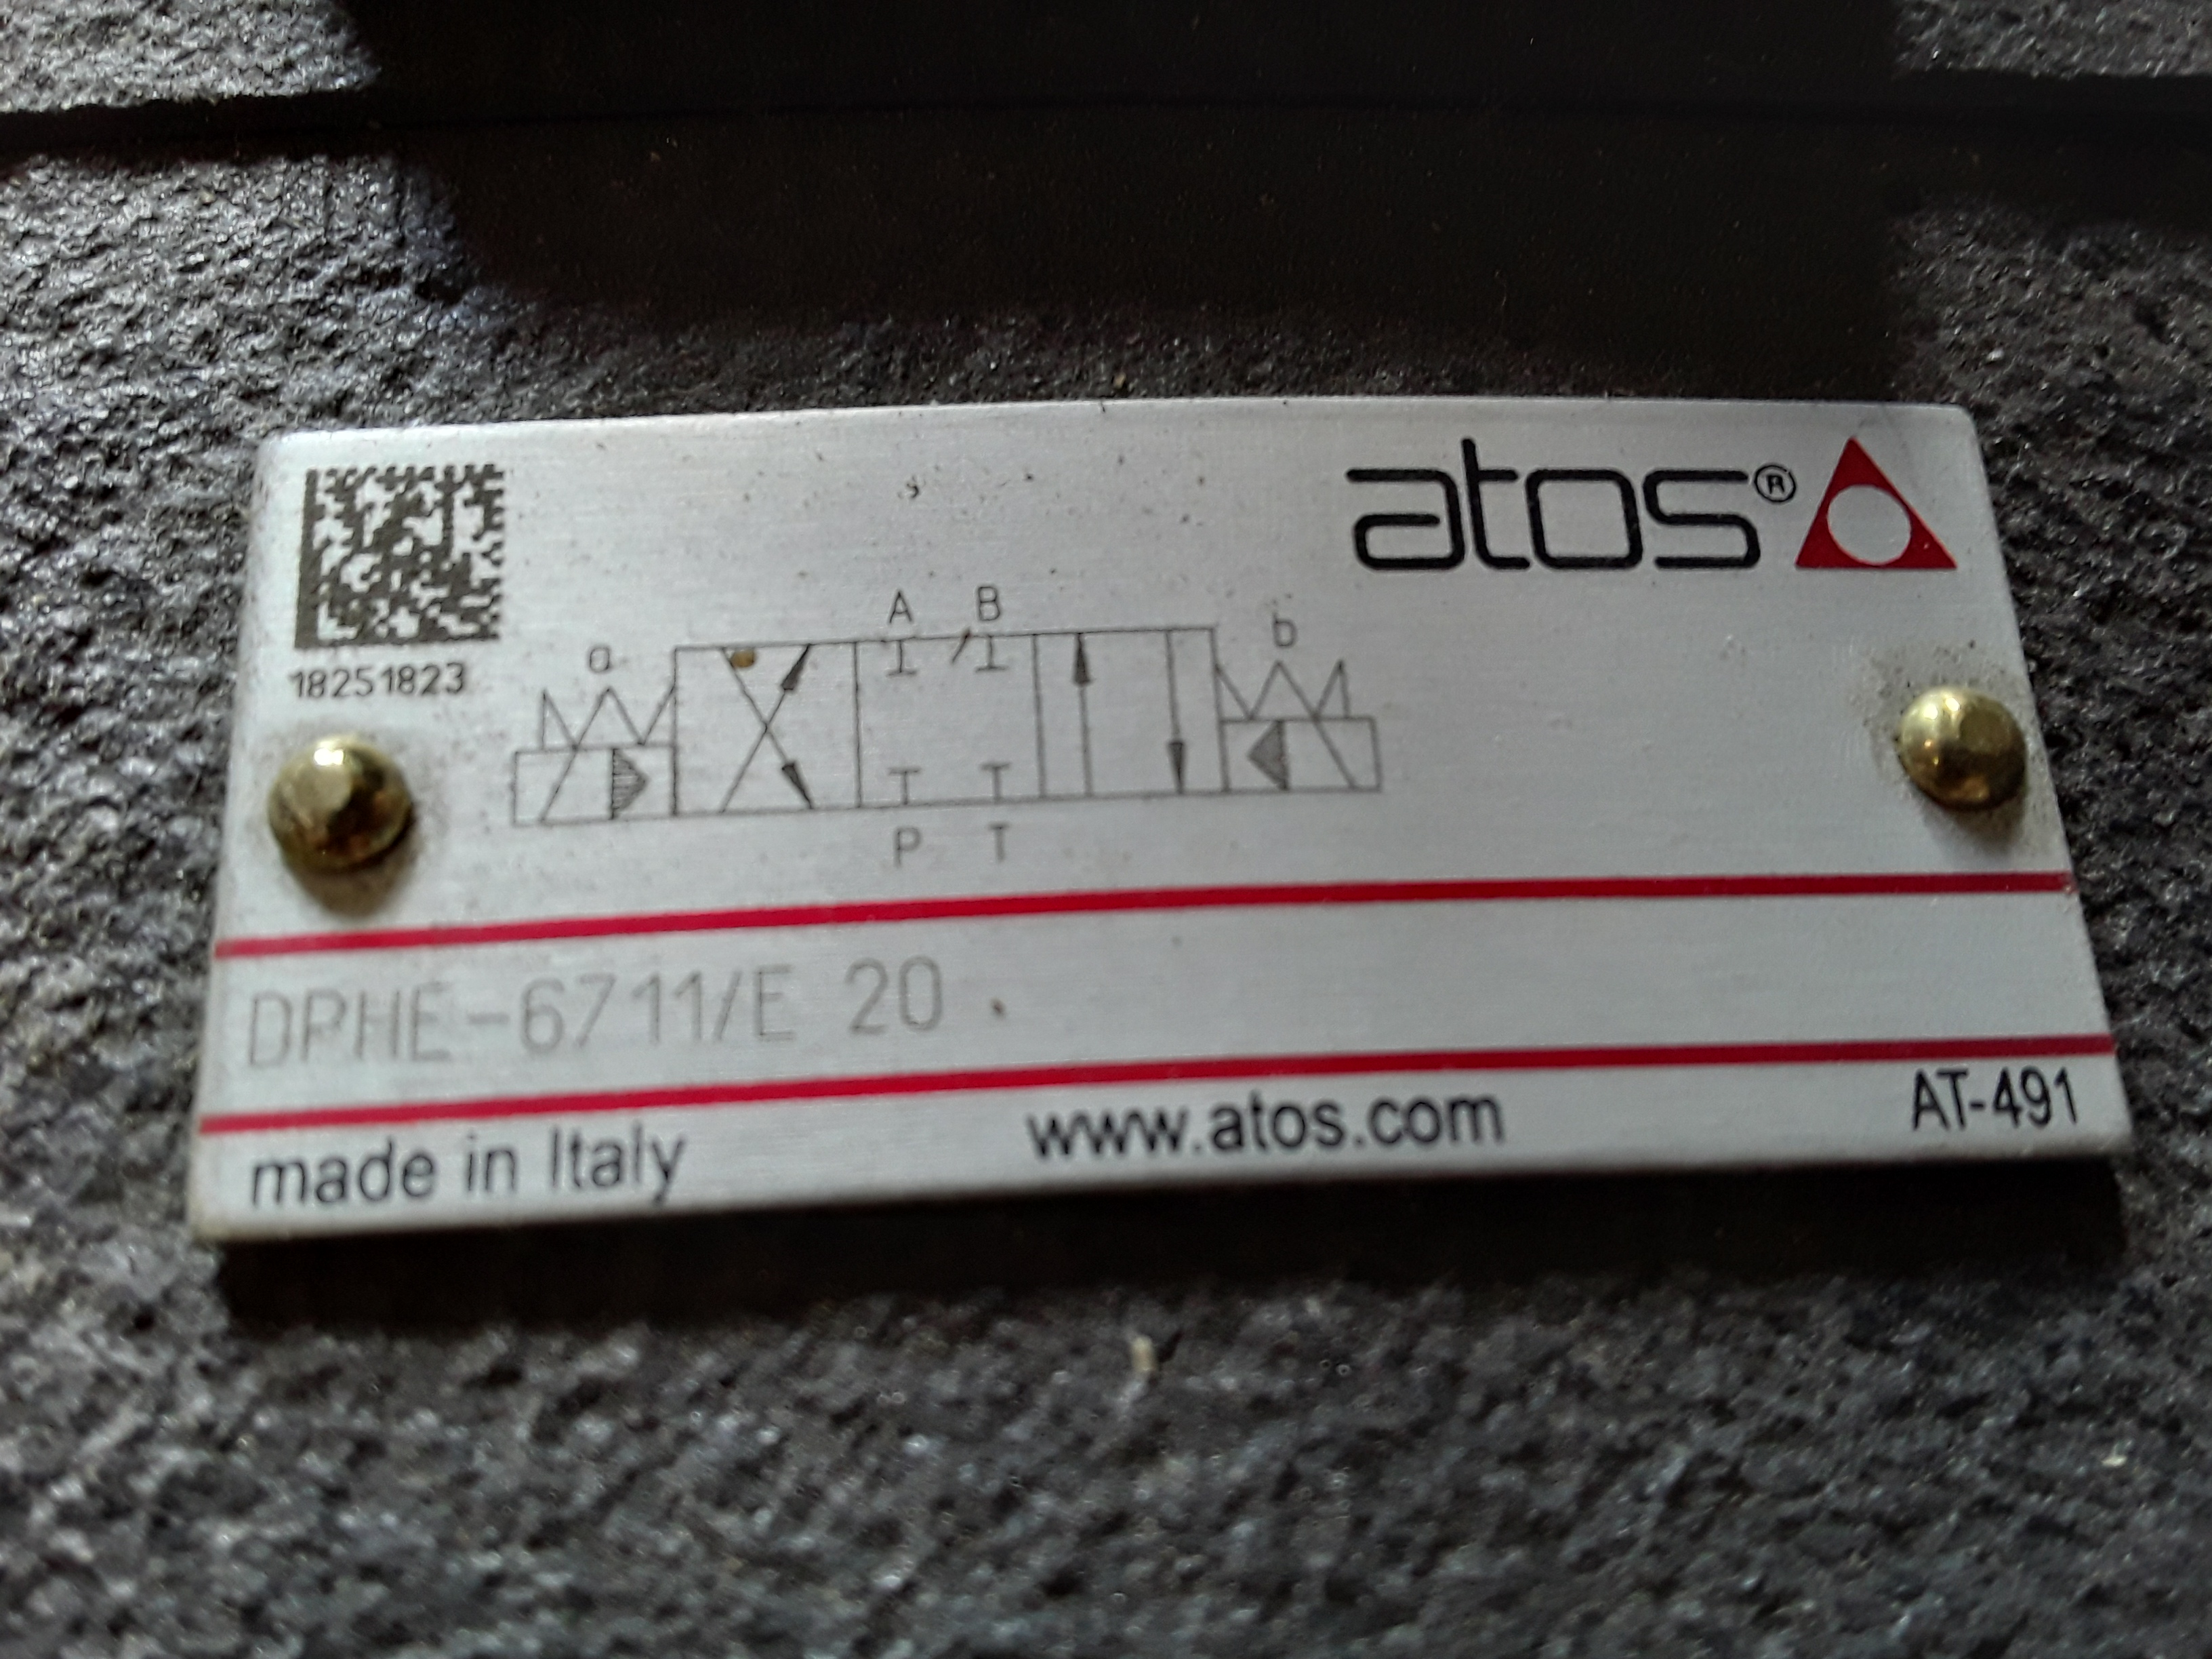 atos®
18251823
A B
a b
P T
DPHE-6711/E 20
made in Italy www.atos.com AT-491